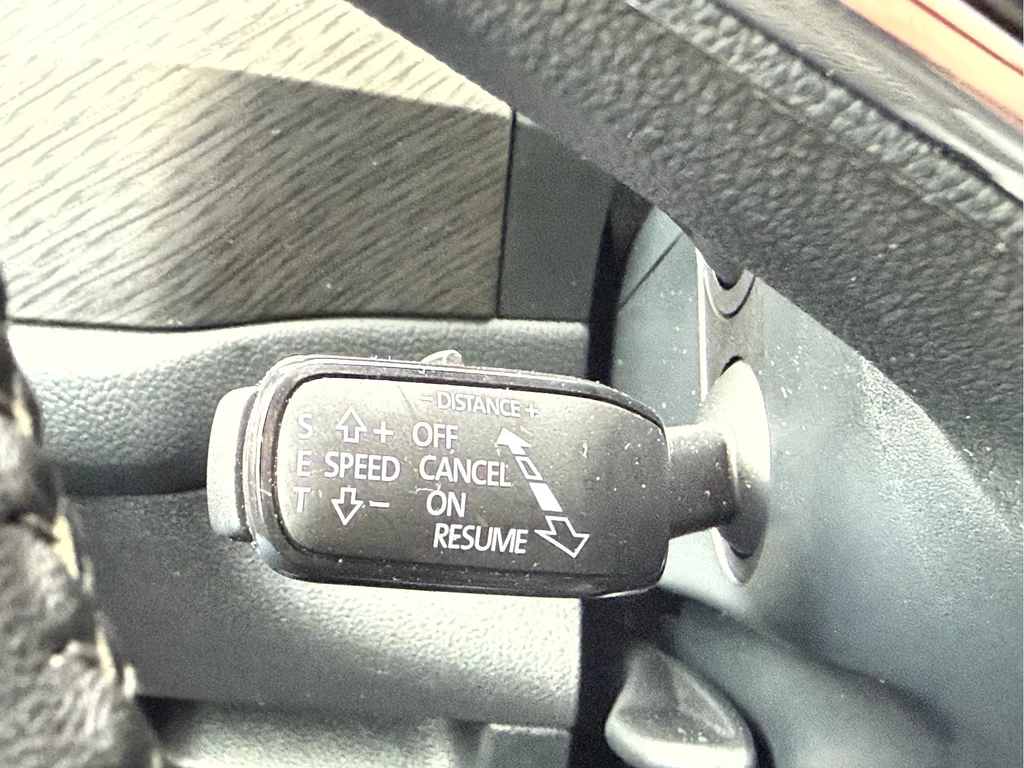 - DISTANCE +
S + OFF
E SPEED CANCEL
T - ON
RESUME